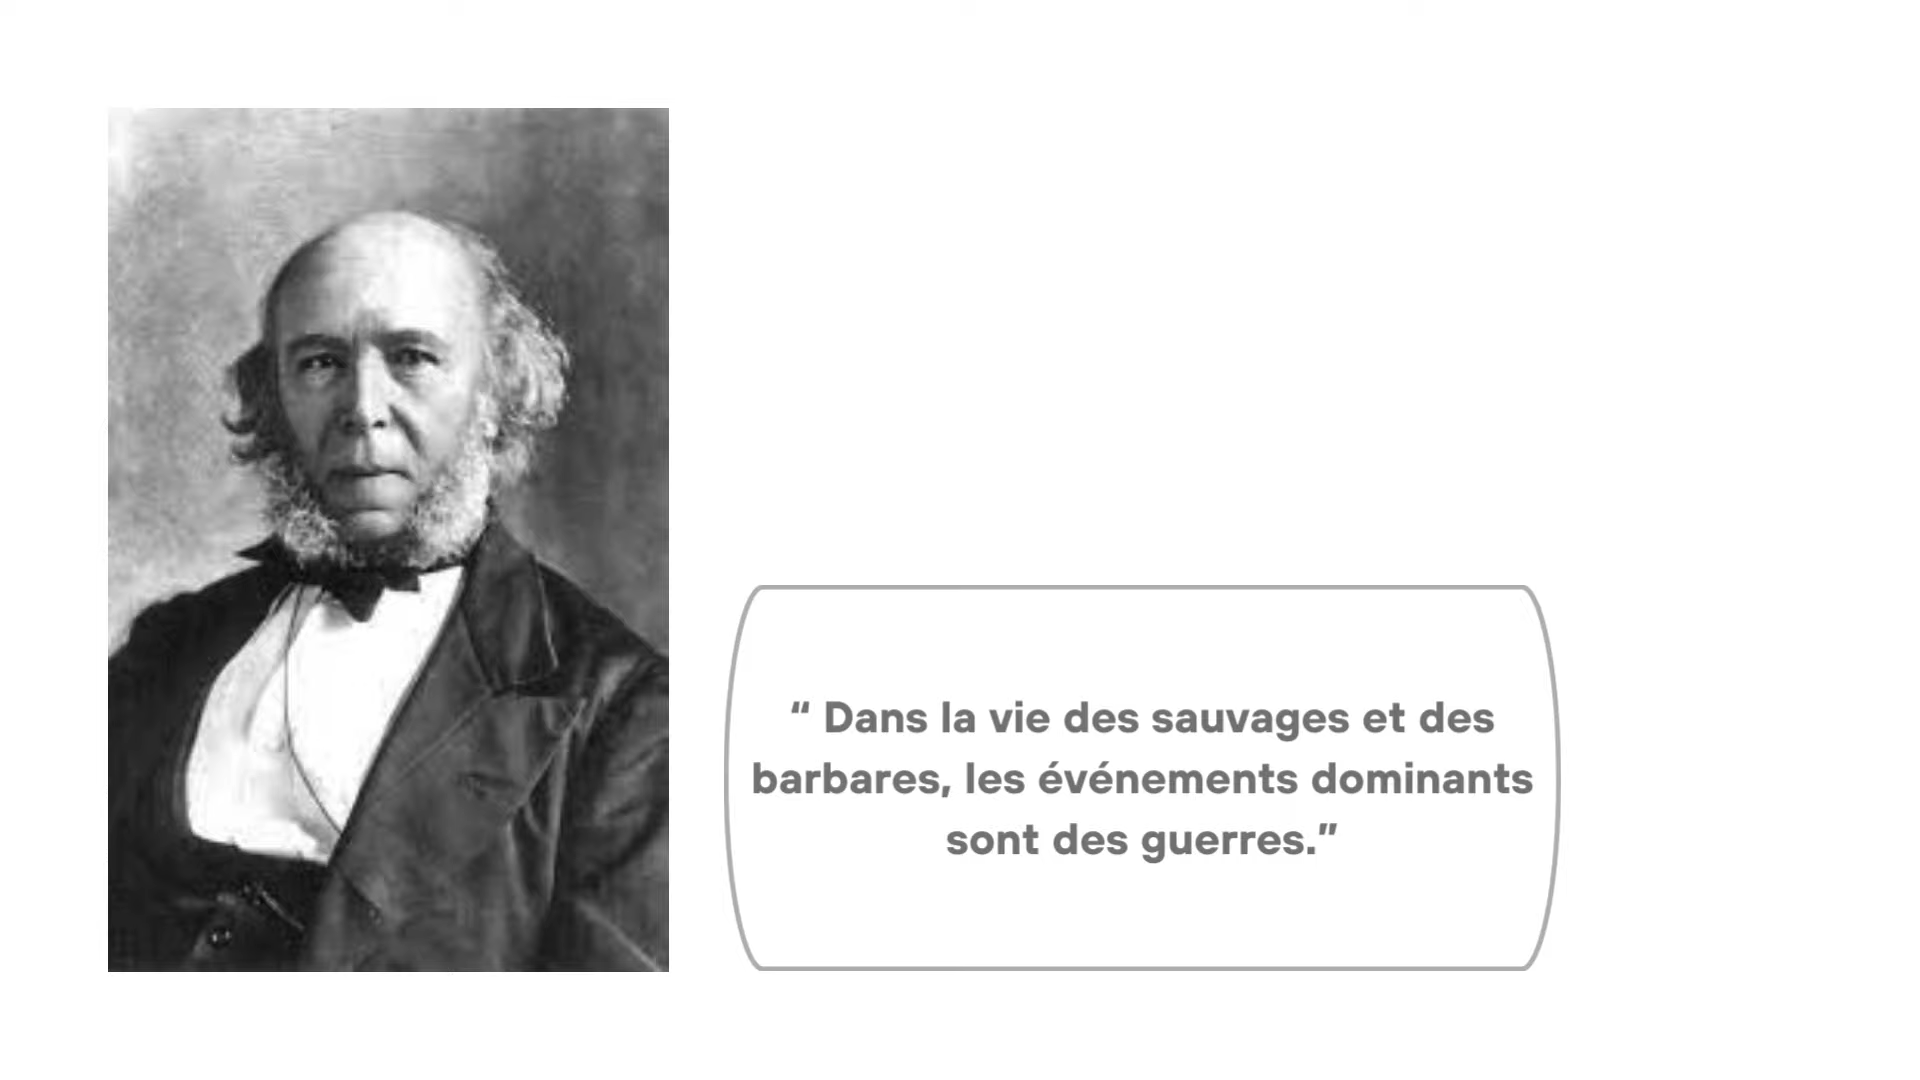 “ Dans la vie des sauvages et des
barbares, les événements dominants
sont des guerres.”